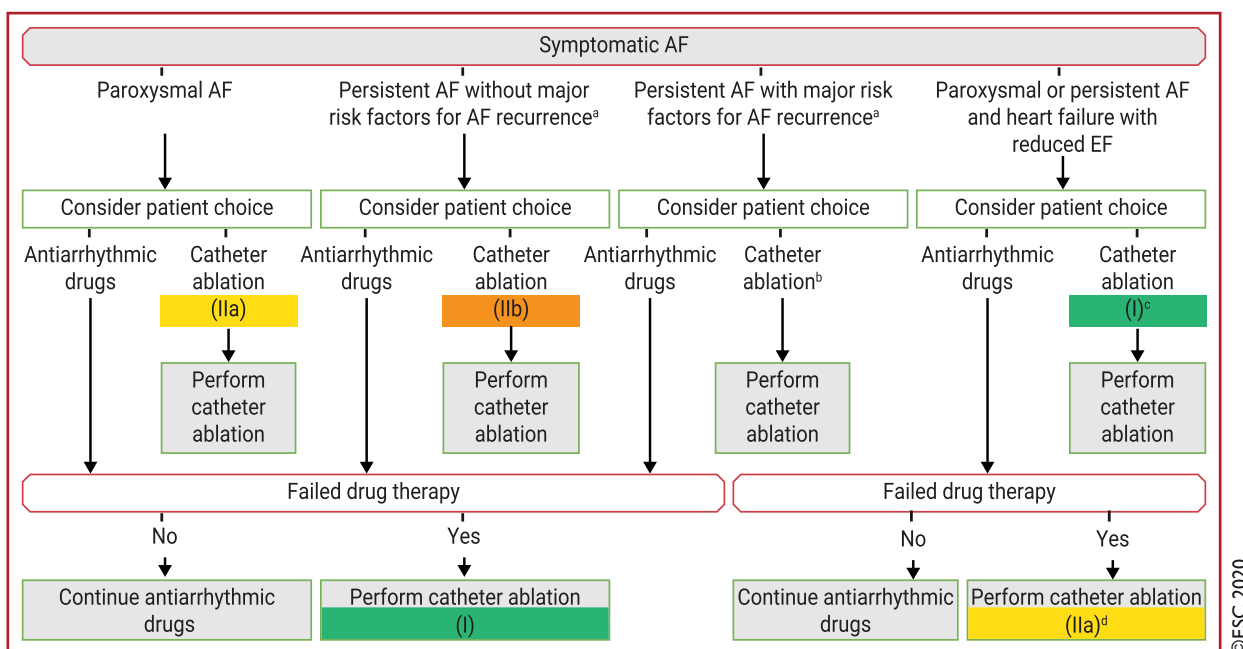 Symptomatic AF
Paroxysmal AF
Persistent AF without major
risk factors for AF recurrenceᵃ
Persistent AF with major risk
factors for AF recurrenceᵃ
Paroxysmal or persistent AF
and heart failure with
reduced EF
Consider patient choice
Consider patient choice
Consider patient choice
Consider patient choice
Antiarrhythmic
drugs
Catheter
ablation
(IIa)
Antiarrhythmic
drugs
Catheter
ablation
(IIb)
Antiarrhythmic
drugs
Catheter
ablationᵇ
Antiarrhythmic
drugs
Catheter
ablation
(I)ᶜ
Perform
catheter
ablation
Perform
catheter
ablation
Perform
catheter
ablation
Perform
catheter
ablation
Failed drug therapy
Failed drug therapy
No
Yes
No
Yes
Continue antiarrhythmic
drugs
Perform catheter ablation
(I)
Continue antiarrhythmic
drugs
Perform catheter ablation
(IIa)ᵈ
©ESC 2020